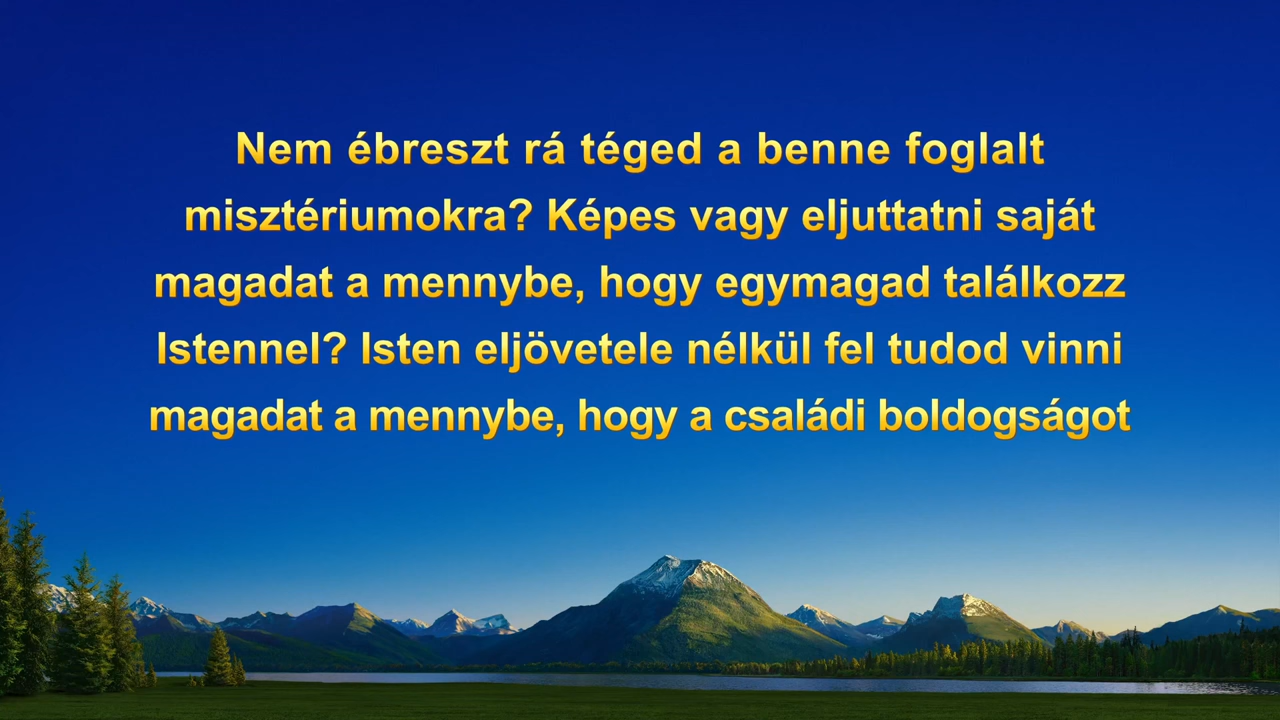 Nem ébreszt rá téged a benne foglalt
misztériumokra? Képes vagy eljuttatni saját
magadat a mennybe, hogy egymagad találkozz
Istennel? Isten eljövetele nélkül fel tudod vinni
magadat a mennybe, hogy a családi boldogságot